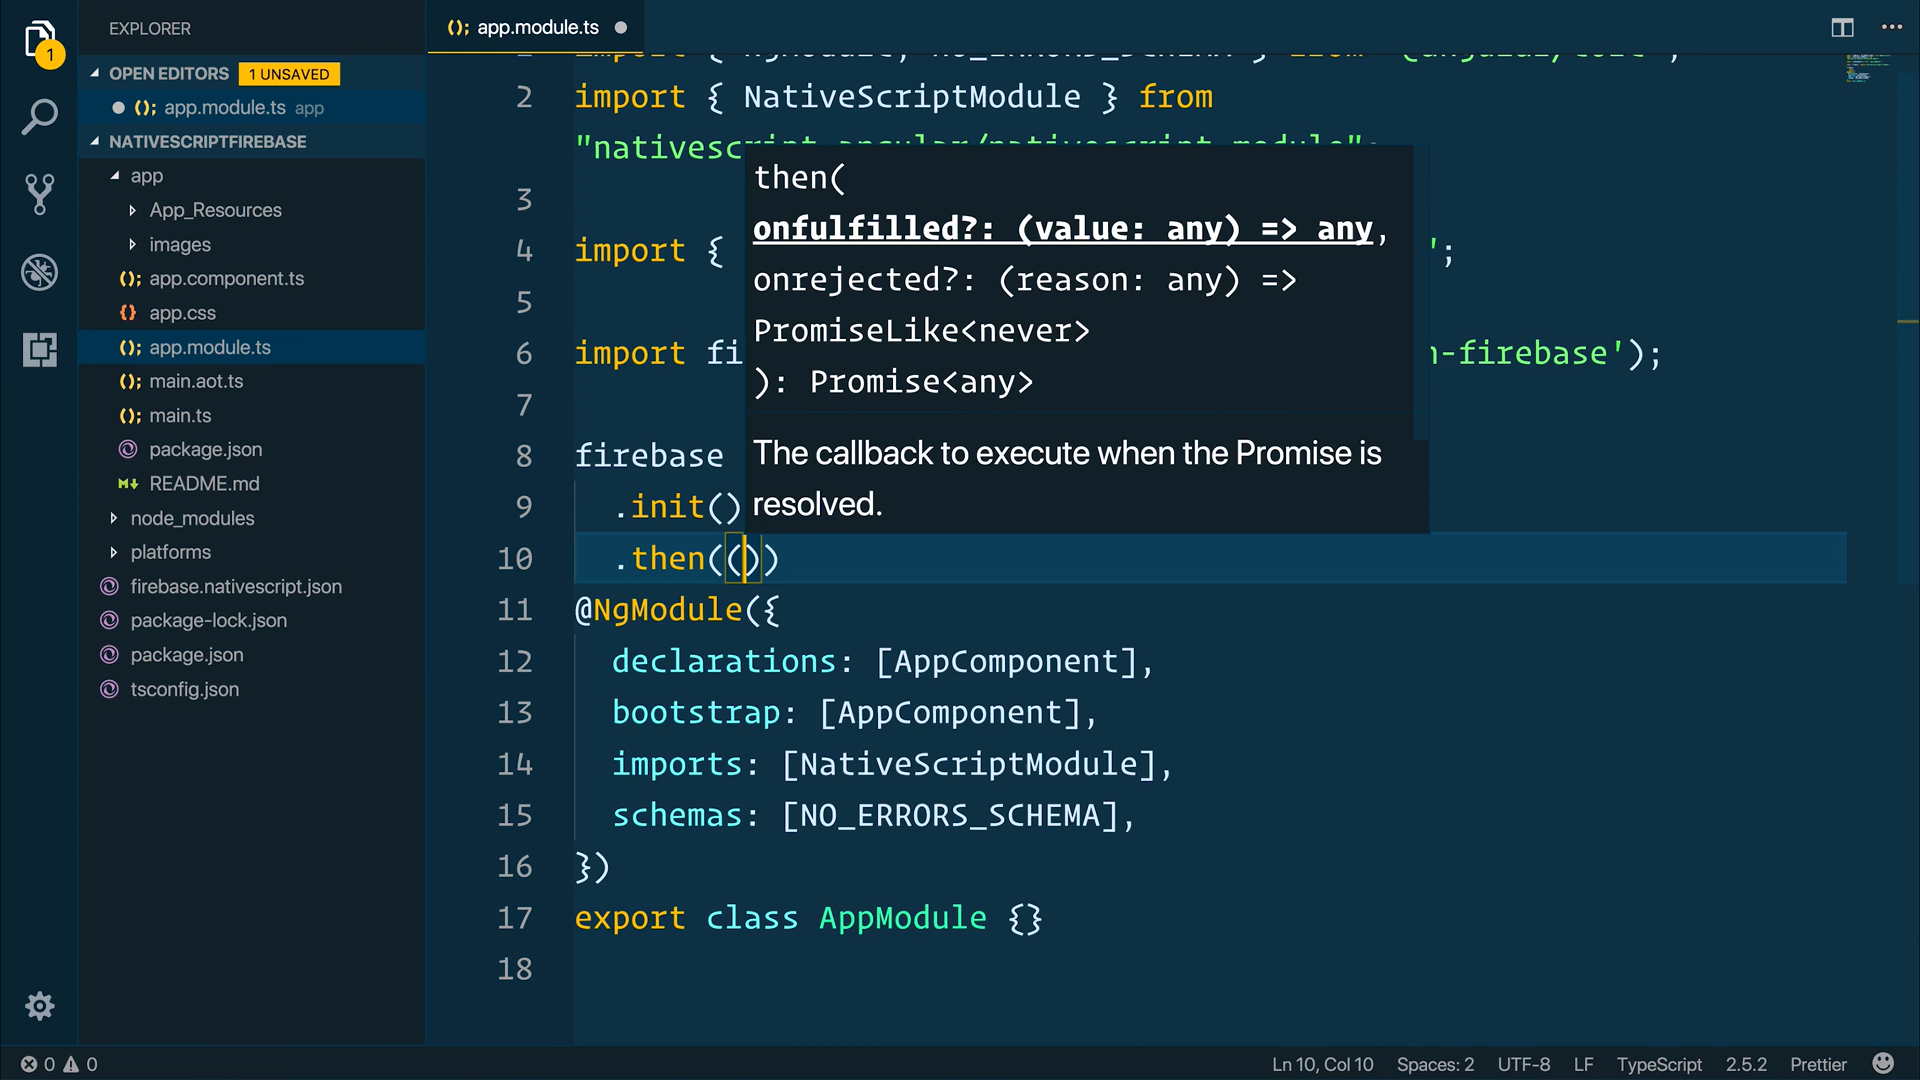 EXPLORER
OPEN EDITORS 1 UNSAVED
app.module.ts app
NATIVESCRIPTFIREBASE
app
App_Resources
images
app.component.ts
app.css
app.module.ts
main.aot.ts
main.ts
package.json
README.md
node_modules
platforms
firebase.nativescript.json
package-lock.json
package.json
tsconfig.json
1
app.module.ts
2 import { NativeScriptModule } from
3
4 import { ';
5
6 import fi n-firebase');
7
8 firebase
9 .init()
10 .then(())
11 @NgModule({
12 declarations: [AppComponent],
13 bootstrap: [AppComponent],
14 imports: [NativeScriptModule],
15 schemas: [NO_ERRORS_SCHEMA],
16 })
17 export class AppModule {}
18
then(
onfulfilled?: (value: any) => any,
onrejected?: (reason: any) =>
PromiseLike<never>
): Promise<any>
The callback to execute when the Promise is
resolved.
0 0
Ln 10, Col 10 Spaces: 2 UTF-8 LF TypeScript 2.5.2 Prettier